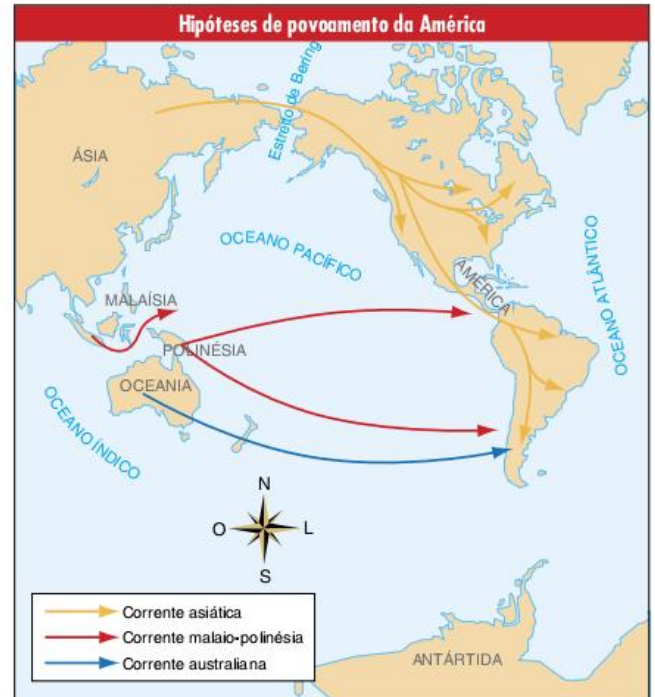 Hipóteses de povoamento da América
Estreito de Bering
ÁSIA
OCEANO PACÍFICO
AMÉRICA
OCEANO ATLÂNTICO
MALAÍSIA
POLINÉSIA
OCEANIA
OCEANO ÍNDICO
N
O
L
S
Corrente asiática
Corrente malaio-polinésia
Corrente australiana
ANTÁRTIDA